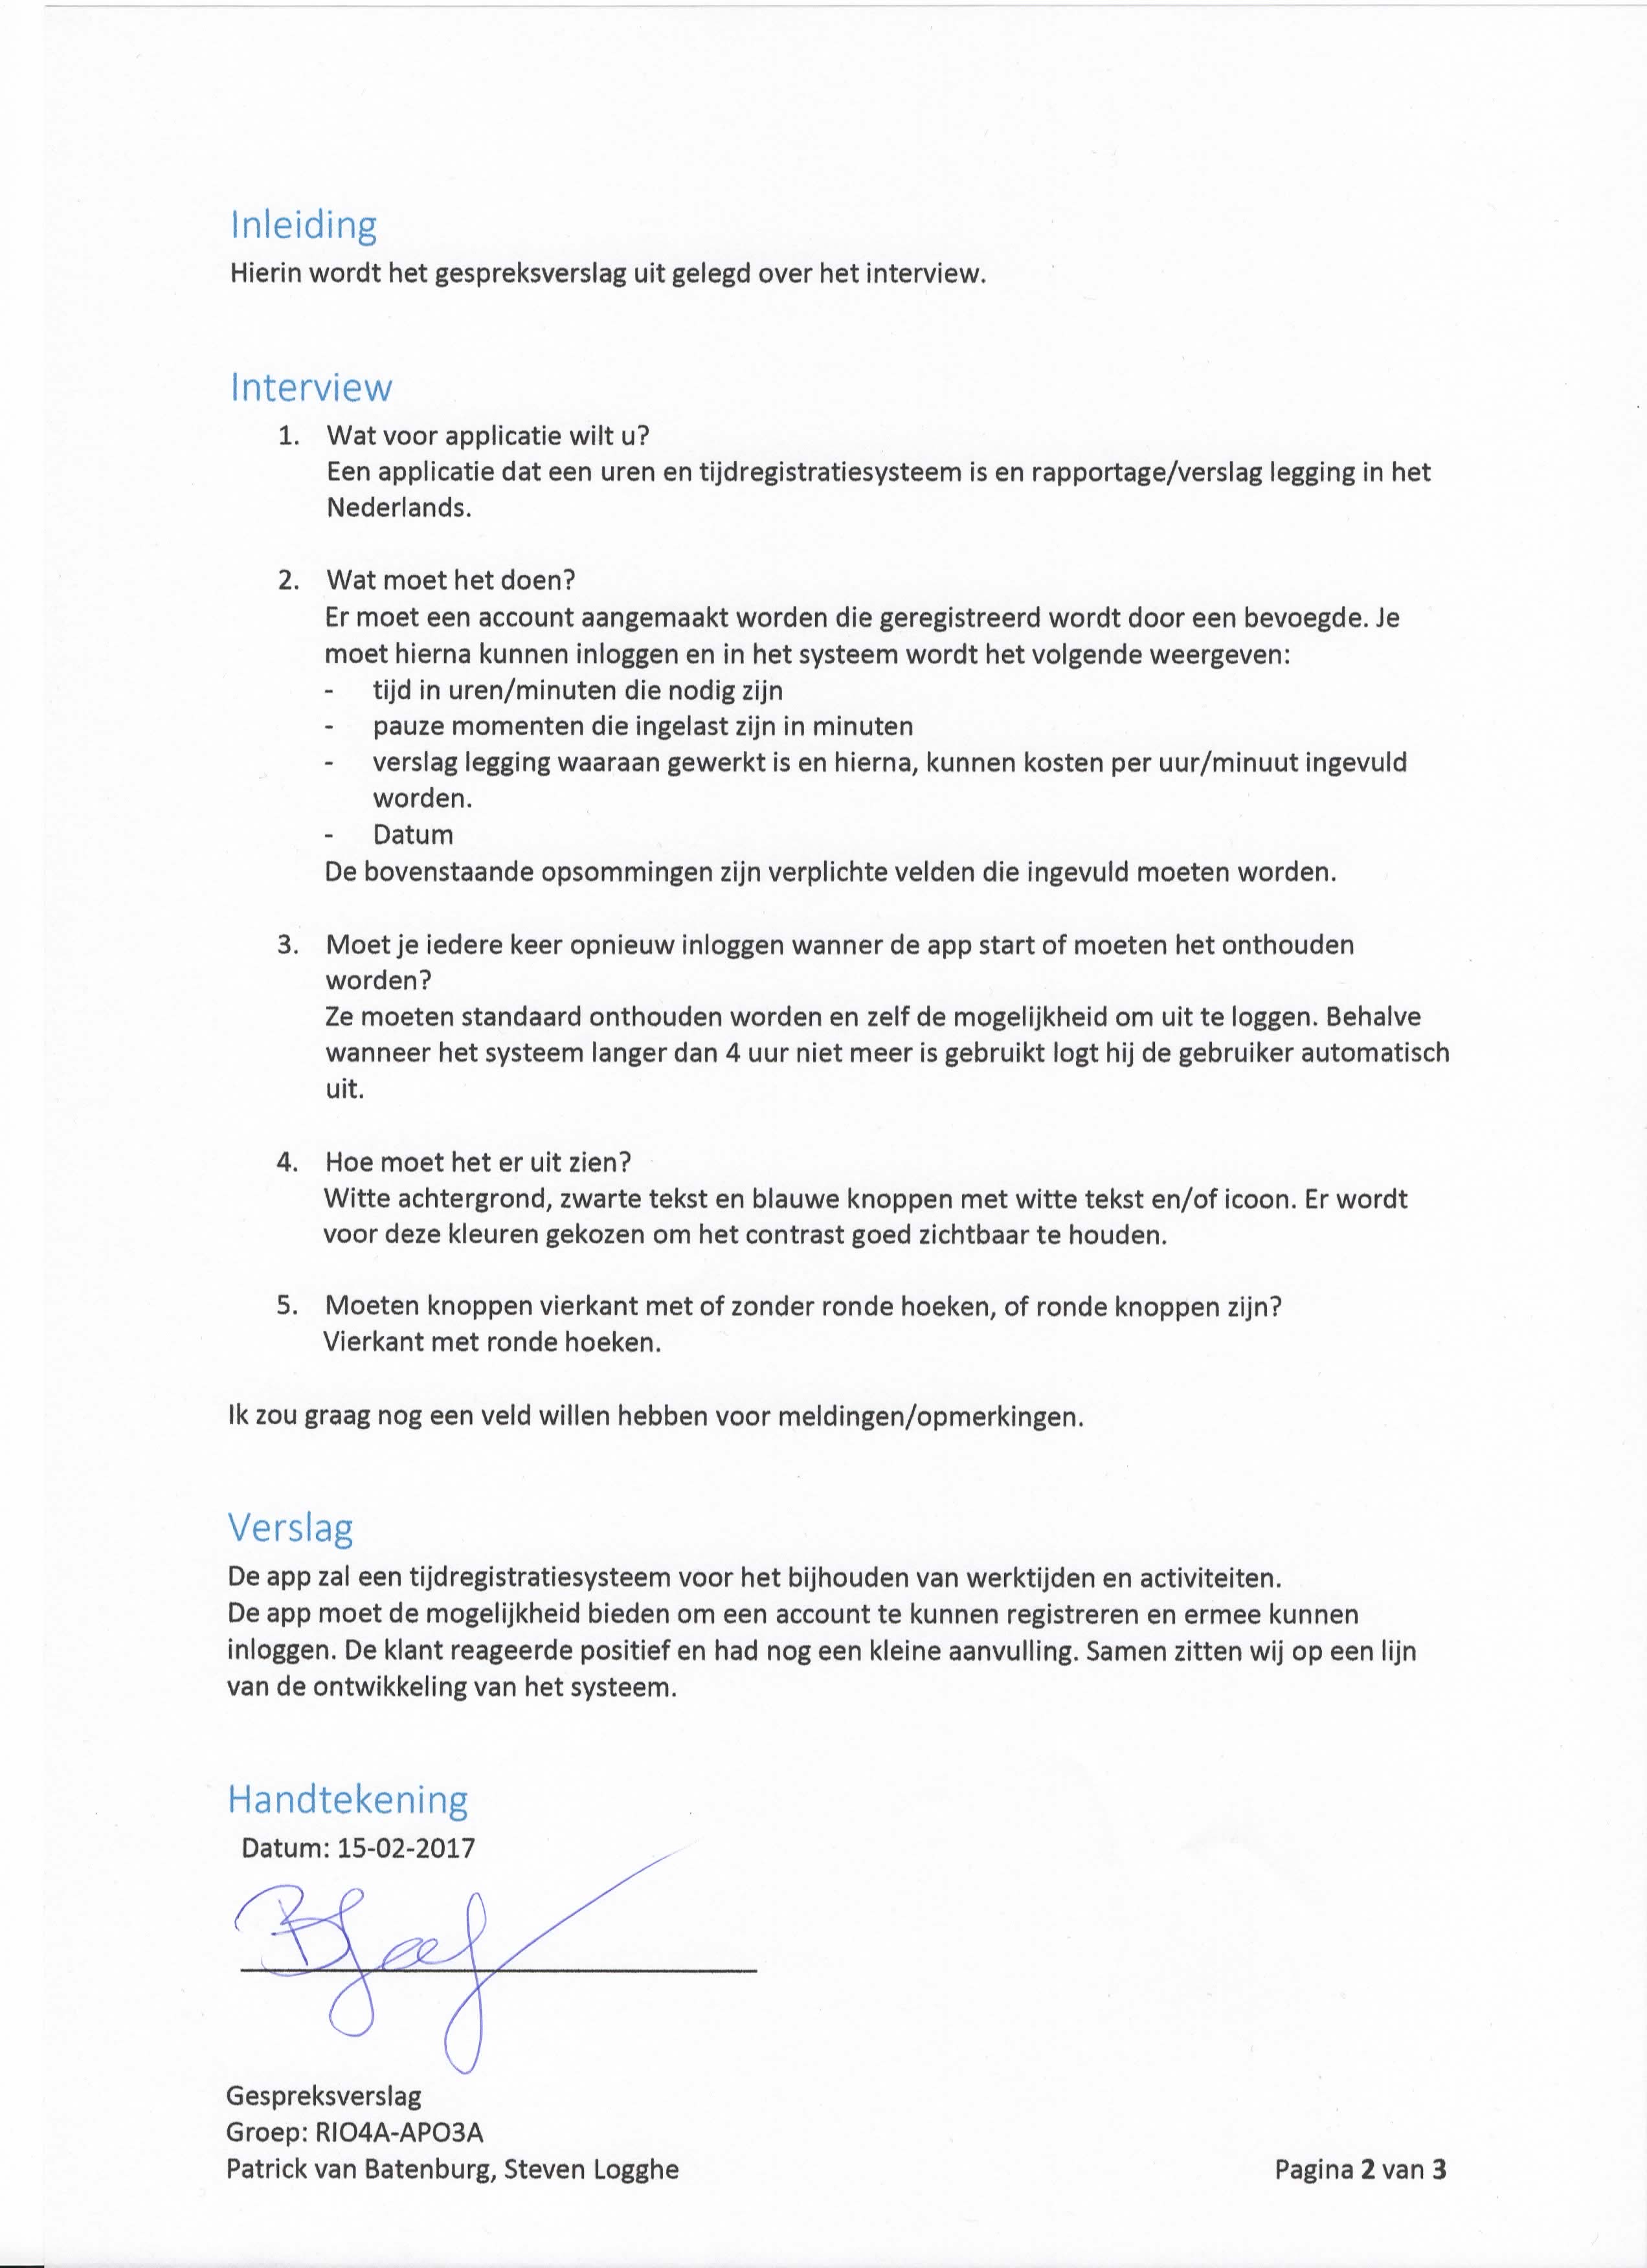 Inleiding
Hierin wordt het gespreksverslag uit gelegd over het interview.
Interview
1. Wat voor applicatie wilt u?
Een applicatie dat een uren en tijdregistratiesysteem is en rapportage/verslag legging in het
Nederlands.
2. Wat moet het doen?
Er moet een account aangemaakt worden die geregistreerd wordt door een bevoegde. Je
moet hierna kunnen inloggen en in het systeem wordt het volgende weergeven:
- tijd in uren/minuten die nodig zijn
- pauze momenten die ingelast zijn in minuten
- verslag legging waaraan gewerkt is en hierna, kunnen kosten per uur/minuut ingevuld
worden.
- Datum
De bovenstaande opsommingen zijn verplichte velden die ingevuld moeten worden.
3. Moet je iedere keer opnieuw inloggen wanner de app start of moeten het onthouden
worden?
Ze moeten standaard onthouden worden en zelf de mogelijkheid om uit te loggen. Behalve
wanneer het systeem langer dan 4 uur niet meer is gebruikt logt hij de gebruiker automatisch
uit.
4. Hoe moet het er uit zien?
Witte achtergrond, zwarte tekst en blauwe knoppen met witte tekst en/of icoon. Er wordt
voor deze kleuren gekozen om het contrast goed zichtbaar te houden.
5. Moeten knoppen vierkant met of zonder ronde hoeken, of ronde knoppen zijn?
Vierkant met ronde hoeken.
Ik zou graag nog een veld willen hebben voor meldingen/opmerkingen.
Verslag
De app zal een tijdregistratiesysteem voor het bijhouden van werktijden en activiteiten.
De app moet de mogelijkheid bieden om een account te kunnen registreren en ermee kunnen
inloggen. De klant reageerde positief en had nog een kleine aanvulling. Samen zitten wij op een lijn
van de ontwikkeling van het systeem.
Handtekening
Datum: 15-02-2017
Gespreksverslag
Groep: RIO4A-APO3A
Patrick van Batenburg, Steven Logghe
Pagina 2 van 3